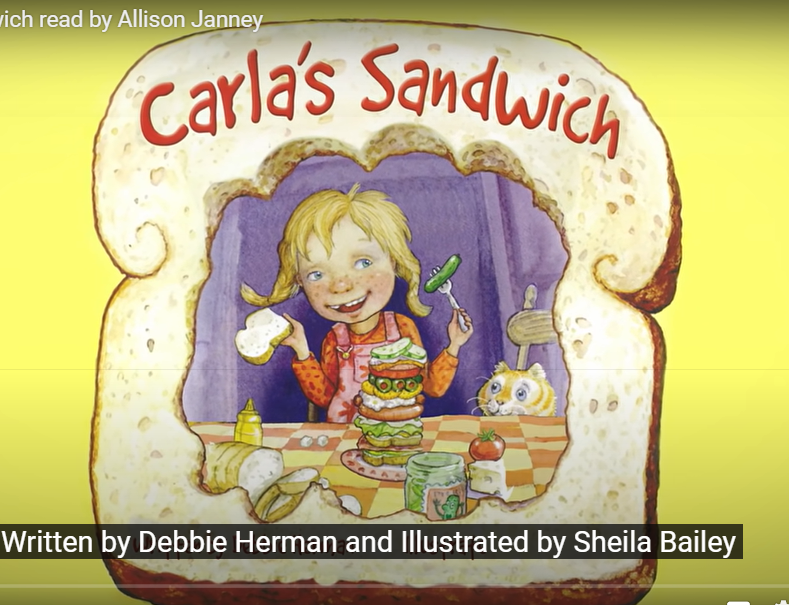 wich read by Allison Janney
Carla's Sandwich
Written by Debbie Herman and Illustrated by Sheila Bailey